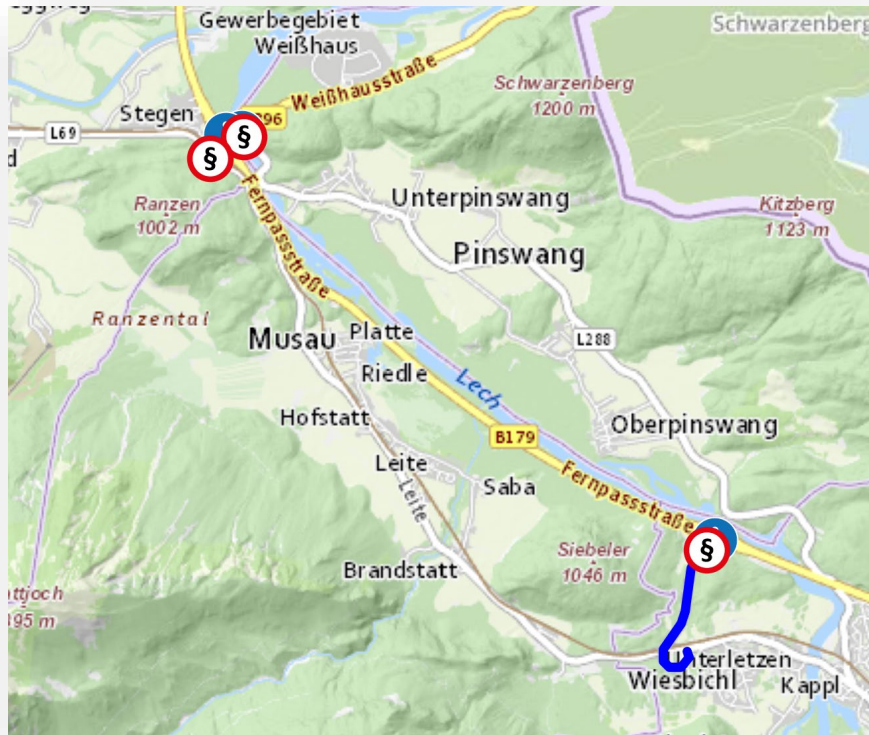 Gewerbegebiet
Weißhaus
Schwarzenberg
Weißhausstraße
Schwarzenberg
1200 m
Stegen
L69
§
§
Ranzen
1002 m
Unterpinswang
Kitzberg
1123 m
Fernpassstraße
Pinswang
Ranzental
Musau
Platte
L288
Riedle
Lech
Hofstatt
Oberpinswang
B179
Leite
Leite
Saba
Fernpassstraße
§
Siebeler
1046 m
Brandstatt
Unterletzen
Wiesbichl
Kappl